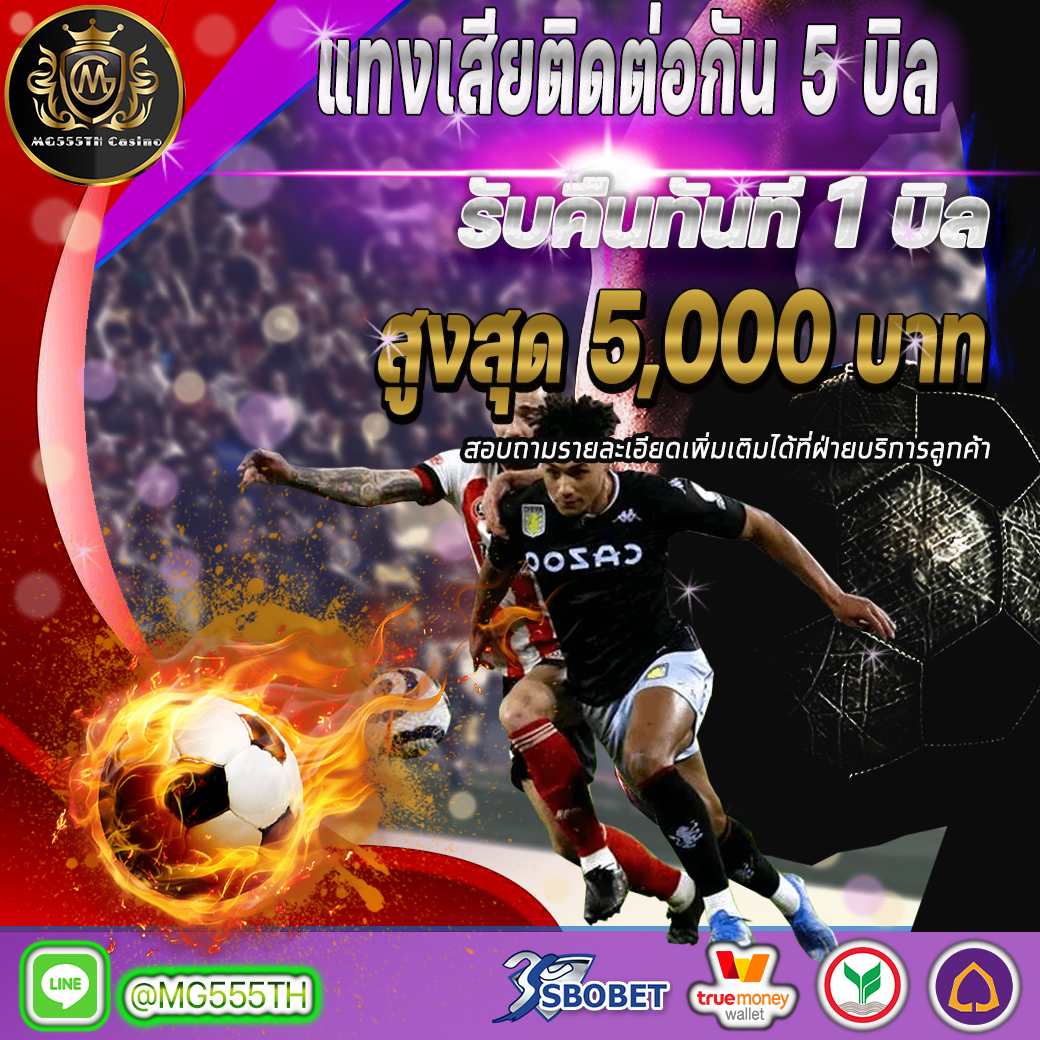 MG
MG555TH Casino
แทงเสียติดต่อกัน 5 บิล
รับคืนทันที 1 บิล
สูงสุด 5,000 บาท
สอบถามรายละเอียดเพิ่มเติมได้ที่ฝ่ายบริการลูกค้า
CAZOO
LINE
@MG555TH
SBOBET
truemoney
wallet